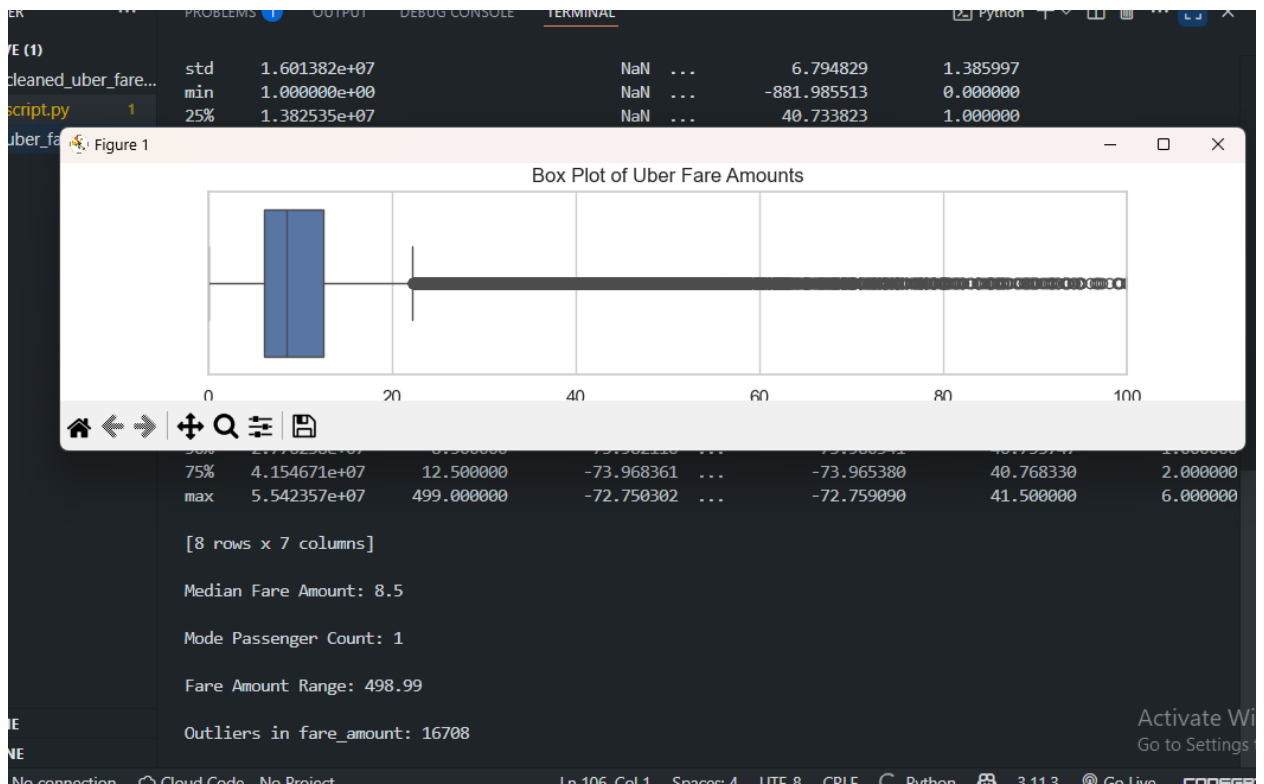 PROBLEMS 1 OUTPUT DEBUG CONSOLE TERMINAL Python
VE (1)
cleaned_uber_fare...
script.py 1
uber_fa
std 1.601382e+07 NaN ... 6.794829 1.385997
min 1.000000e+00 NaN ... -881.985513 0.000000
25% 1.382535e+07 NaN ... 40.733823 1.000000
Figure 1
Box Plot of Uber Fare Amounts
0 20 40 60 80 100
75% 4.154671e+07 12.500000 -73.968361 ... -73.965380 40.768330 2.000000
max 5.542357e+07 499.000000 -72.750302 ... -72.759090 41.500000 6.000000
[8 rows x 7 columns]
Median Fare Amount: 8.5
Mode Passenger Count: 1
Fare Amount Range: 498.99
Outliers in fare_amount: 16708
Activate Wi
Go to Settings
No connection Cloud Code No Project Ln 106, Col 1 Spaces: 4 UTF-8 CRLF Python 3.11.3 Go Live